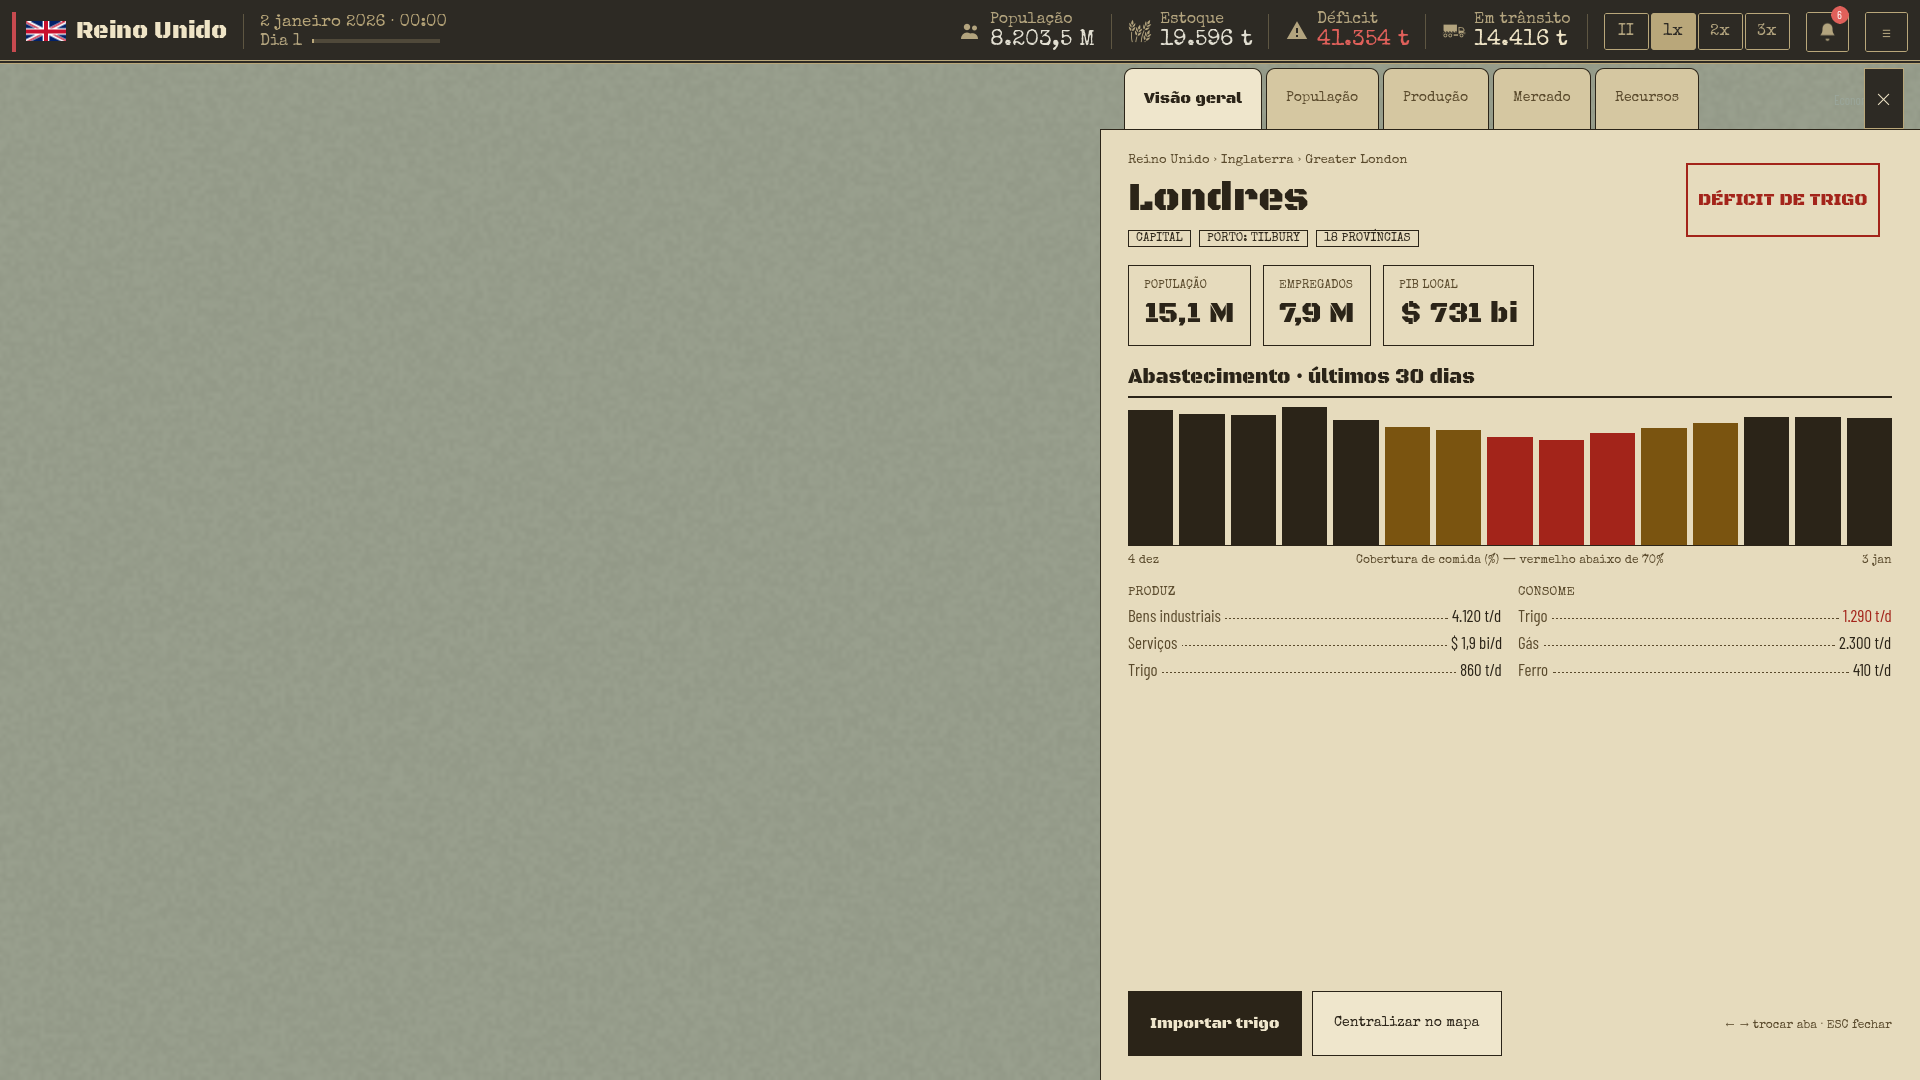 Reino Unido
2 janeiro 2026 · 00:00
Dia 1
População
8.203,5 M
Estoque
19.596 t
Déficit
41.354 t
Em trânsito
14.416 t
II 1x 2x 3x
6
Visão geral
População
Produção
Mercado
Recursos
Reino Unido › Inglaterra › Greater London
Londres
DÉFICIT DE TRIGO
CAPITAL
PORTO: TILBURY
18 PROVÍNCIAS
POPULAÇÃO
15,1 M
EMPREGADOS
7,9 M
PIB LOCAL
$ 731 bi
Abastecimento · últimos 30 dias
4 dez
Cobertura de comida (%) — vermelho abaixo de 70%
3 jan
PRODUZ
Bens industriais 4.120 t/d
Serviços $ 1,9 bi/d
Trigo 860 t/d
CONSOME
Trigo 1.290 t/d
Gás 2.300 t/d
Ferro 410 t/d
Importar trigo
Centralizar no mapa
← → trocar aba · ESC fechar